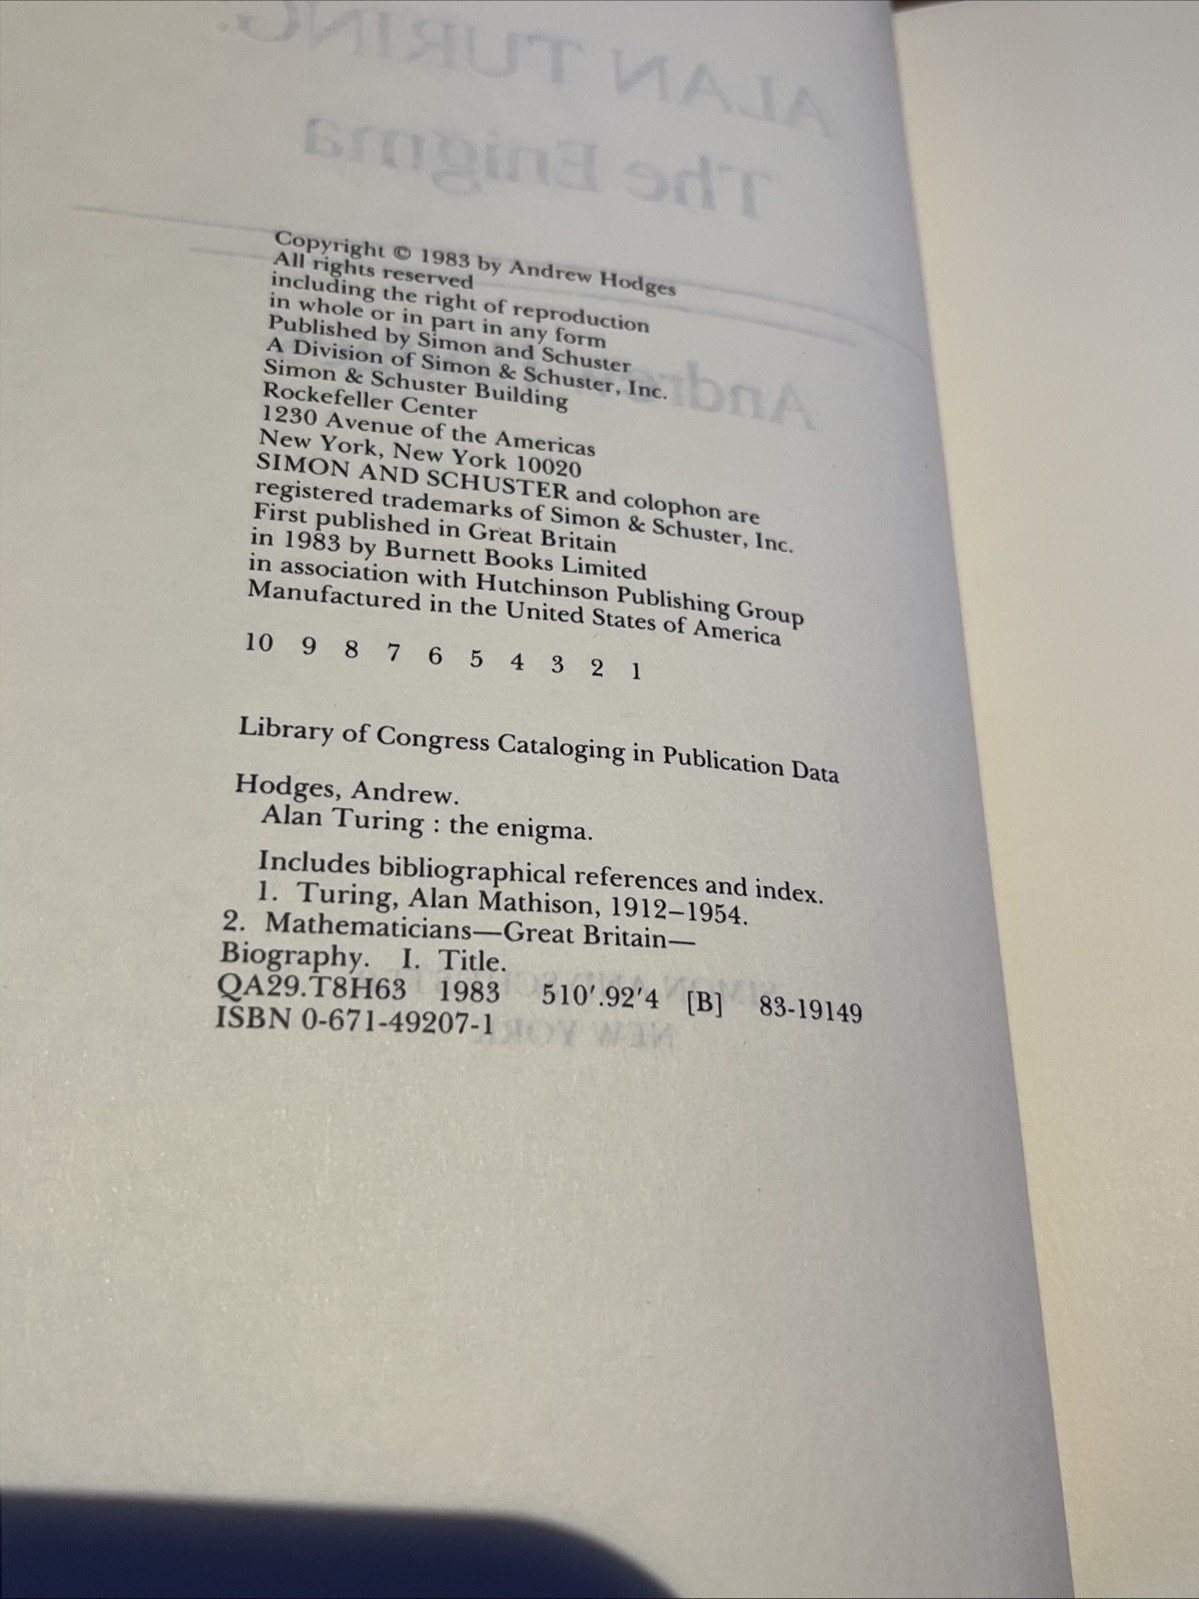 ALAN TURING:
The Enigma
Copyright © 1983 by Andrew Hodges
All rights reserved
including the right of reproduction
in whole or in part in any form
Published by Simon and Schuster
A Division of Simon & Schuster, Inc.
Simon & Schuster Building
Rockefeller Center
1230 Avenue of the Americas
New York, New York 10020
SIMON AND SCHUSTER and colophon are
registered trademarks of Simon & Schuster, Inc.
First published in Great Britain
in 1983 by Burnett Books Limited
in association with Hutchinson Publishing Group
Manufactured in the United States of America
10 9 8 7 6 5 4 3 2 1
Library of Congress Cataloging in Publication Data
Hodges, Andrew.
Alan Turing : the enigma.
Includes bibliographical references and index.
1. Turing, Alan Mathison, 1912–1954.
2. Mathematicians—Great Britain—
Biography. I. Title.
QA29.T8H63 1983 510′.92′4 [B] 83-19149
ISBN 0-671-49207-1
NEW YORK